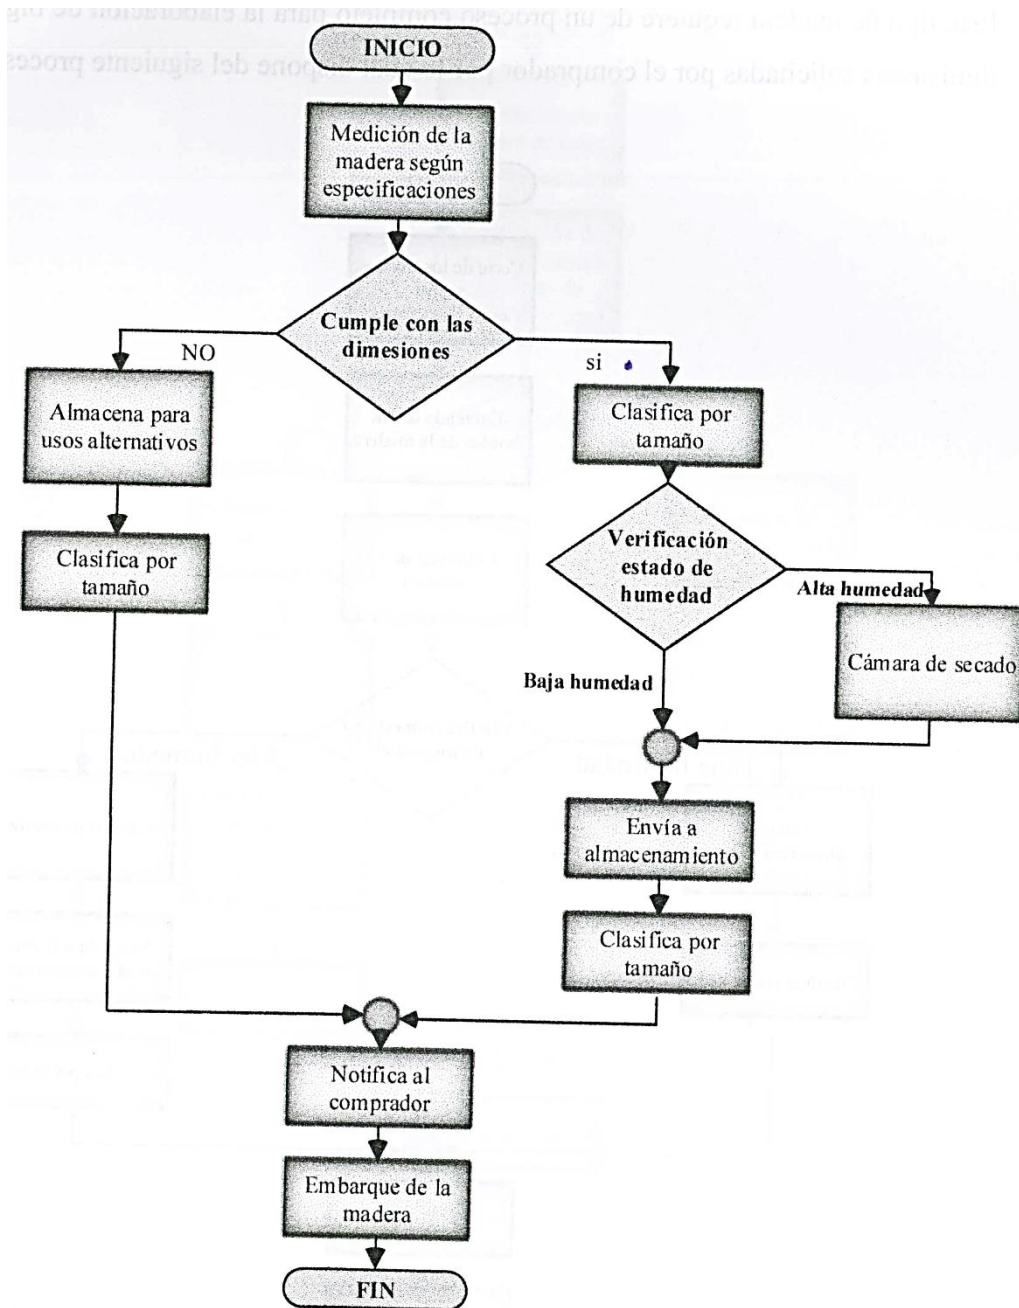 INICIO
Medición de la
madera según
especificaciones
Cumple con las
dimesiones
NO
si
Almacena para
usos alternativos
Clasifica por
tamaño
Clasifica por
tamaño
Verificación
estado de
humedad
Alta humedad
Cámara de secado
Baja humedad
Envía a
almacenamiento
Clasifica por
tamaño
Notifica al
comprador
Embarque de la
madera
FIN